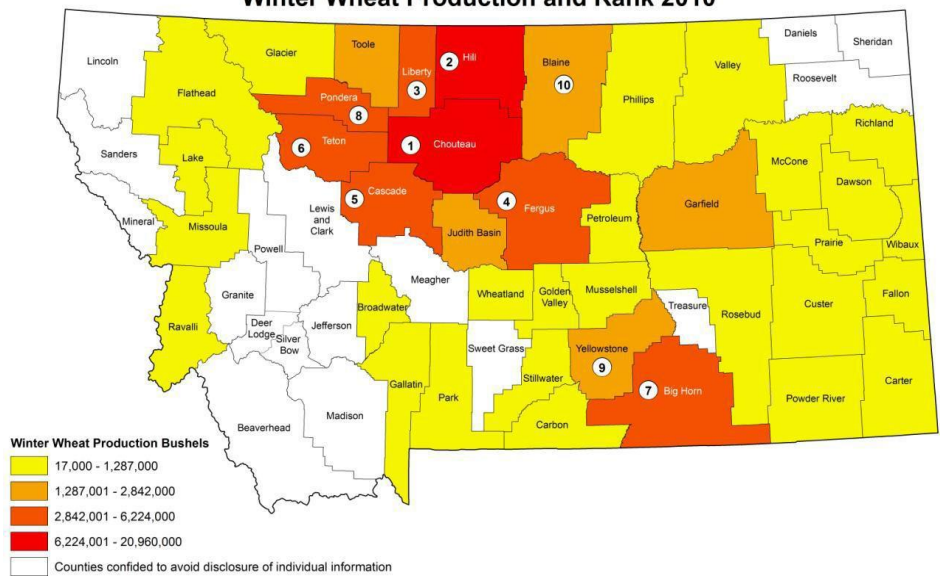 Winter Wheat Production and Rank 2010
Daniels
Sheridan
Lincoln
Glacier
Toole
Liberty
3
2
Hill
Blaine
10
Phillips
Valley
Roosevelt
Flathead
Pondera
8
Richland
Sanders
Lake
6
Teton
1
Chouteau
McCone
Dawson
Mineral
Missoula
Powell
Lewis
and
Clark
5
Cascade
Judith Basin
4
Fergus
Petroleum
Garfield
Prairie
Wibaux
Meagher
Granite
Broadwater
Wheatland
Golden
Valley
Musselshell
Treasure
Rosebud
Custer
Fallon
Ravalli
Deer
Lodge
Silver
Bow
Jefferson
Sweet Grass
Yellowstone
9
Stillwater
7
Big Horn
Gallatin
Park
Carbon
Powder River
Carter
Beaverhead
Madison
Winter Wheat Production Bushels
17,000 - 1,287,000
1,287,001 - 2,842,000
2,842,001 - 6,224,000
6,224,001 - 20,960,000
Counties confided to avoid disclosure of individual information